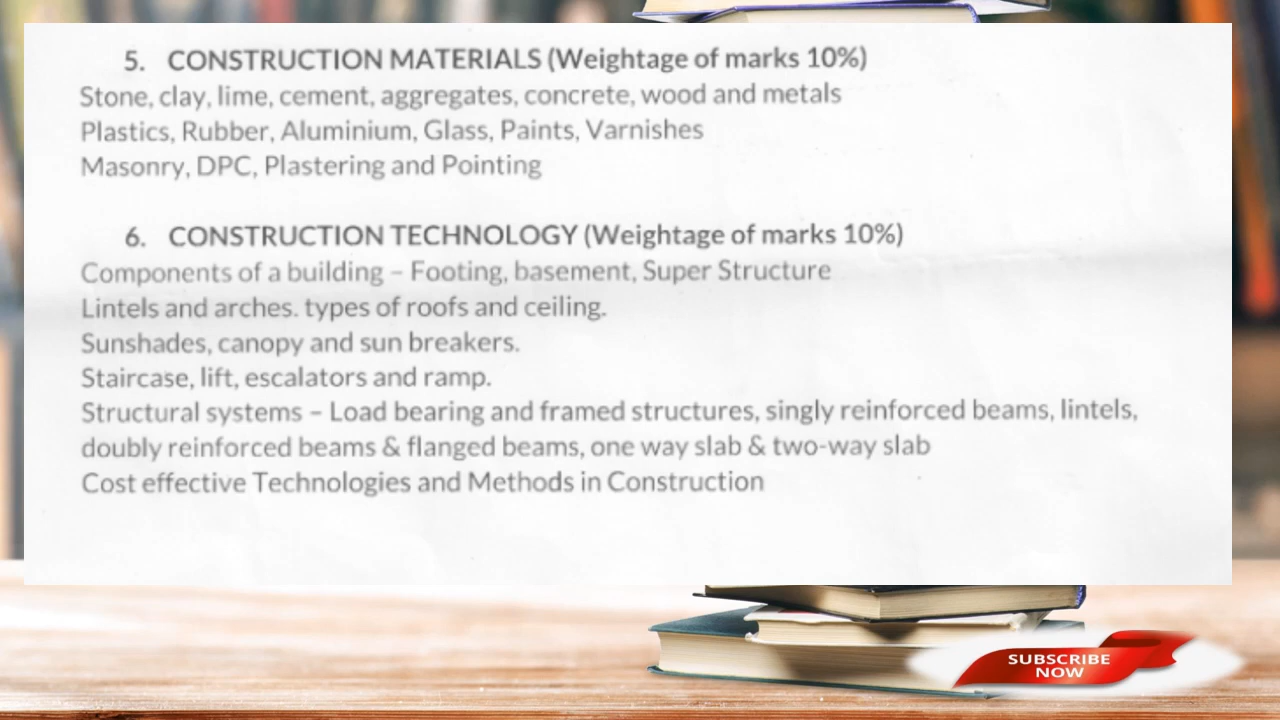 5. CONSTRUCTION MATERIALS (Weightage of marks 10%)
Stone, clay, lime, cement, aggregates, concrete, wood and metals
Plastics, Rubber, Aluminium, Glass, Paints, Varnishes
Masonry, DPC, Plastering and Pointing
6. CONSTRUCTION TECHNOLOGY (Weightage of marks 10%)
Components of a building – Footing, basement, Super Structure
Lintels and arches. types of roofs and ceiling.
Sunshades, canopy and sun breakers.
Staircase, lift, escalators and ramp.
Structural systems – Load bearing and framed structures, singly reinforced beams, lintels,
doubly reinforced beams & flanged beams, one way slab & two-way slab
Cost effective Technologies and Methods in Construction
SUBSCRIBE
NOW